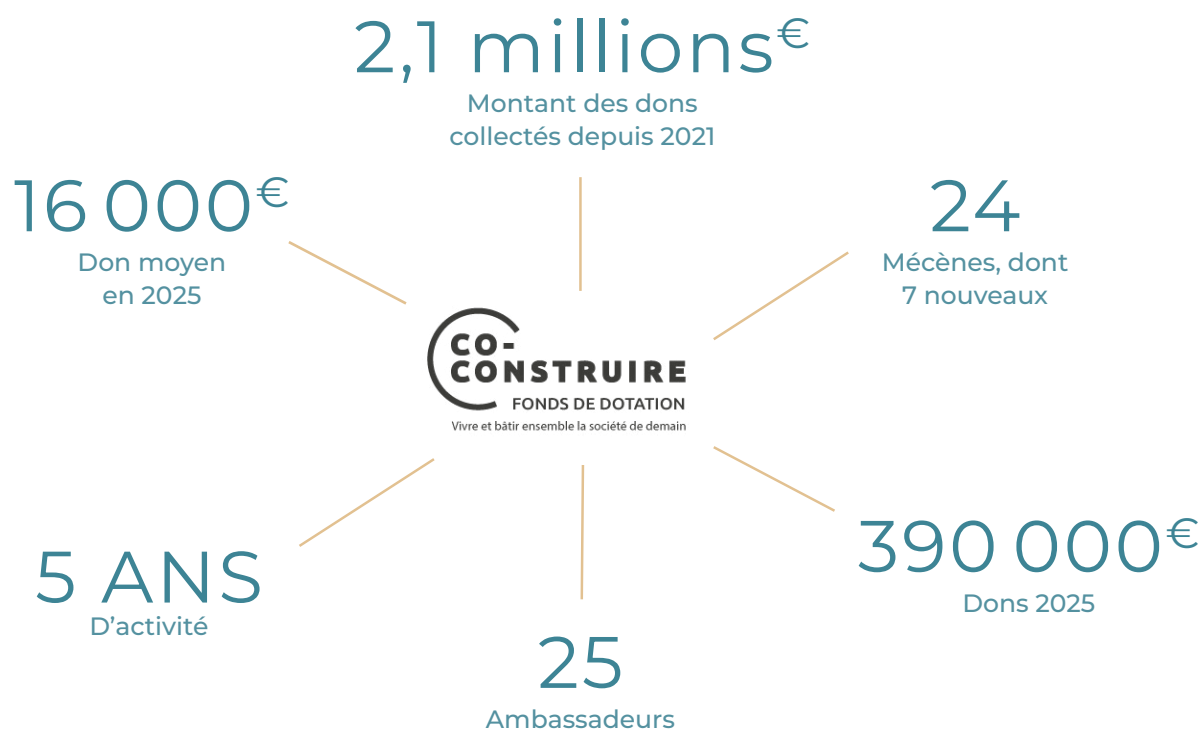 2,1 millions€
Montant des dons
collectés depuis 2021
16 000€
Don moyen
en 2025
24
Mécènes, dont
7 nouveaux
CO-
CONSTRUIRE
FONDS DE DOTATION
Vivre et bâtir ensemble la société de demain
5 ANS
D’activité
390 000€
Dons 2025
25
Ambassadeurs